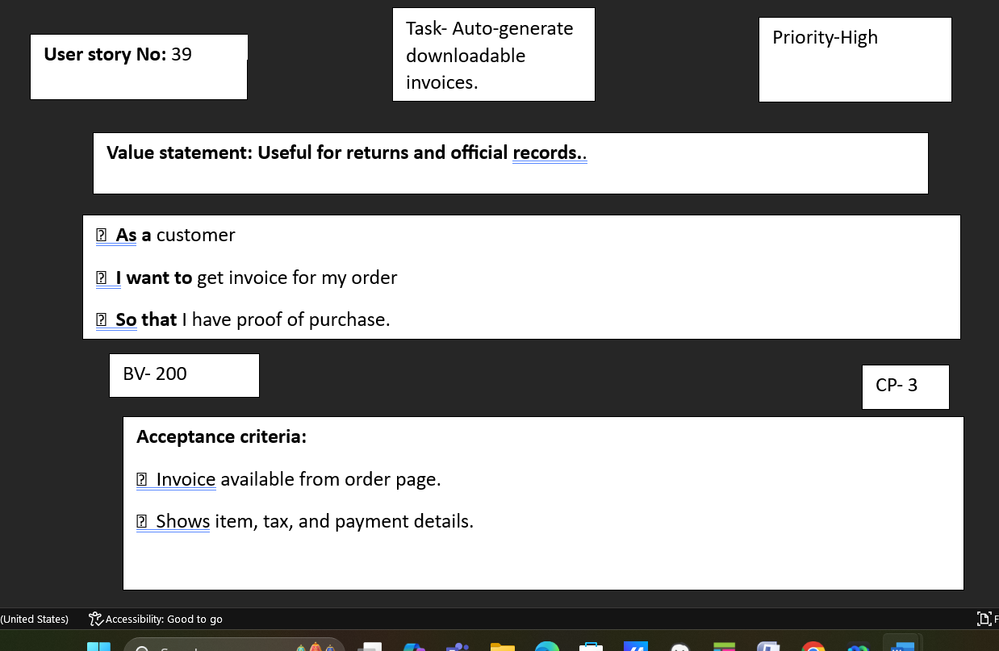 User story No: 39
Task- Auto-generate
downloadable
invoices.
Priority-High
Value statement: Useful for returns and official records..
As a customer
I want to get invoice for my order
So that I have proof of purchase.
BV- 200
CP- 3
Acceptance criteria:
Invoice available from order page.
Shows item, tax, and payment details.
(United States)
Accessibility: Good to go